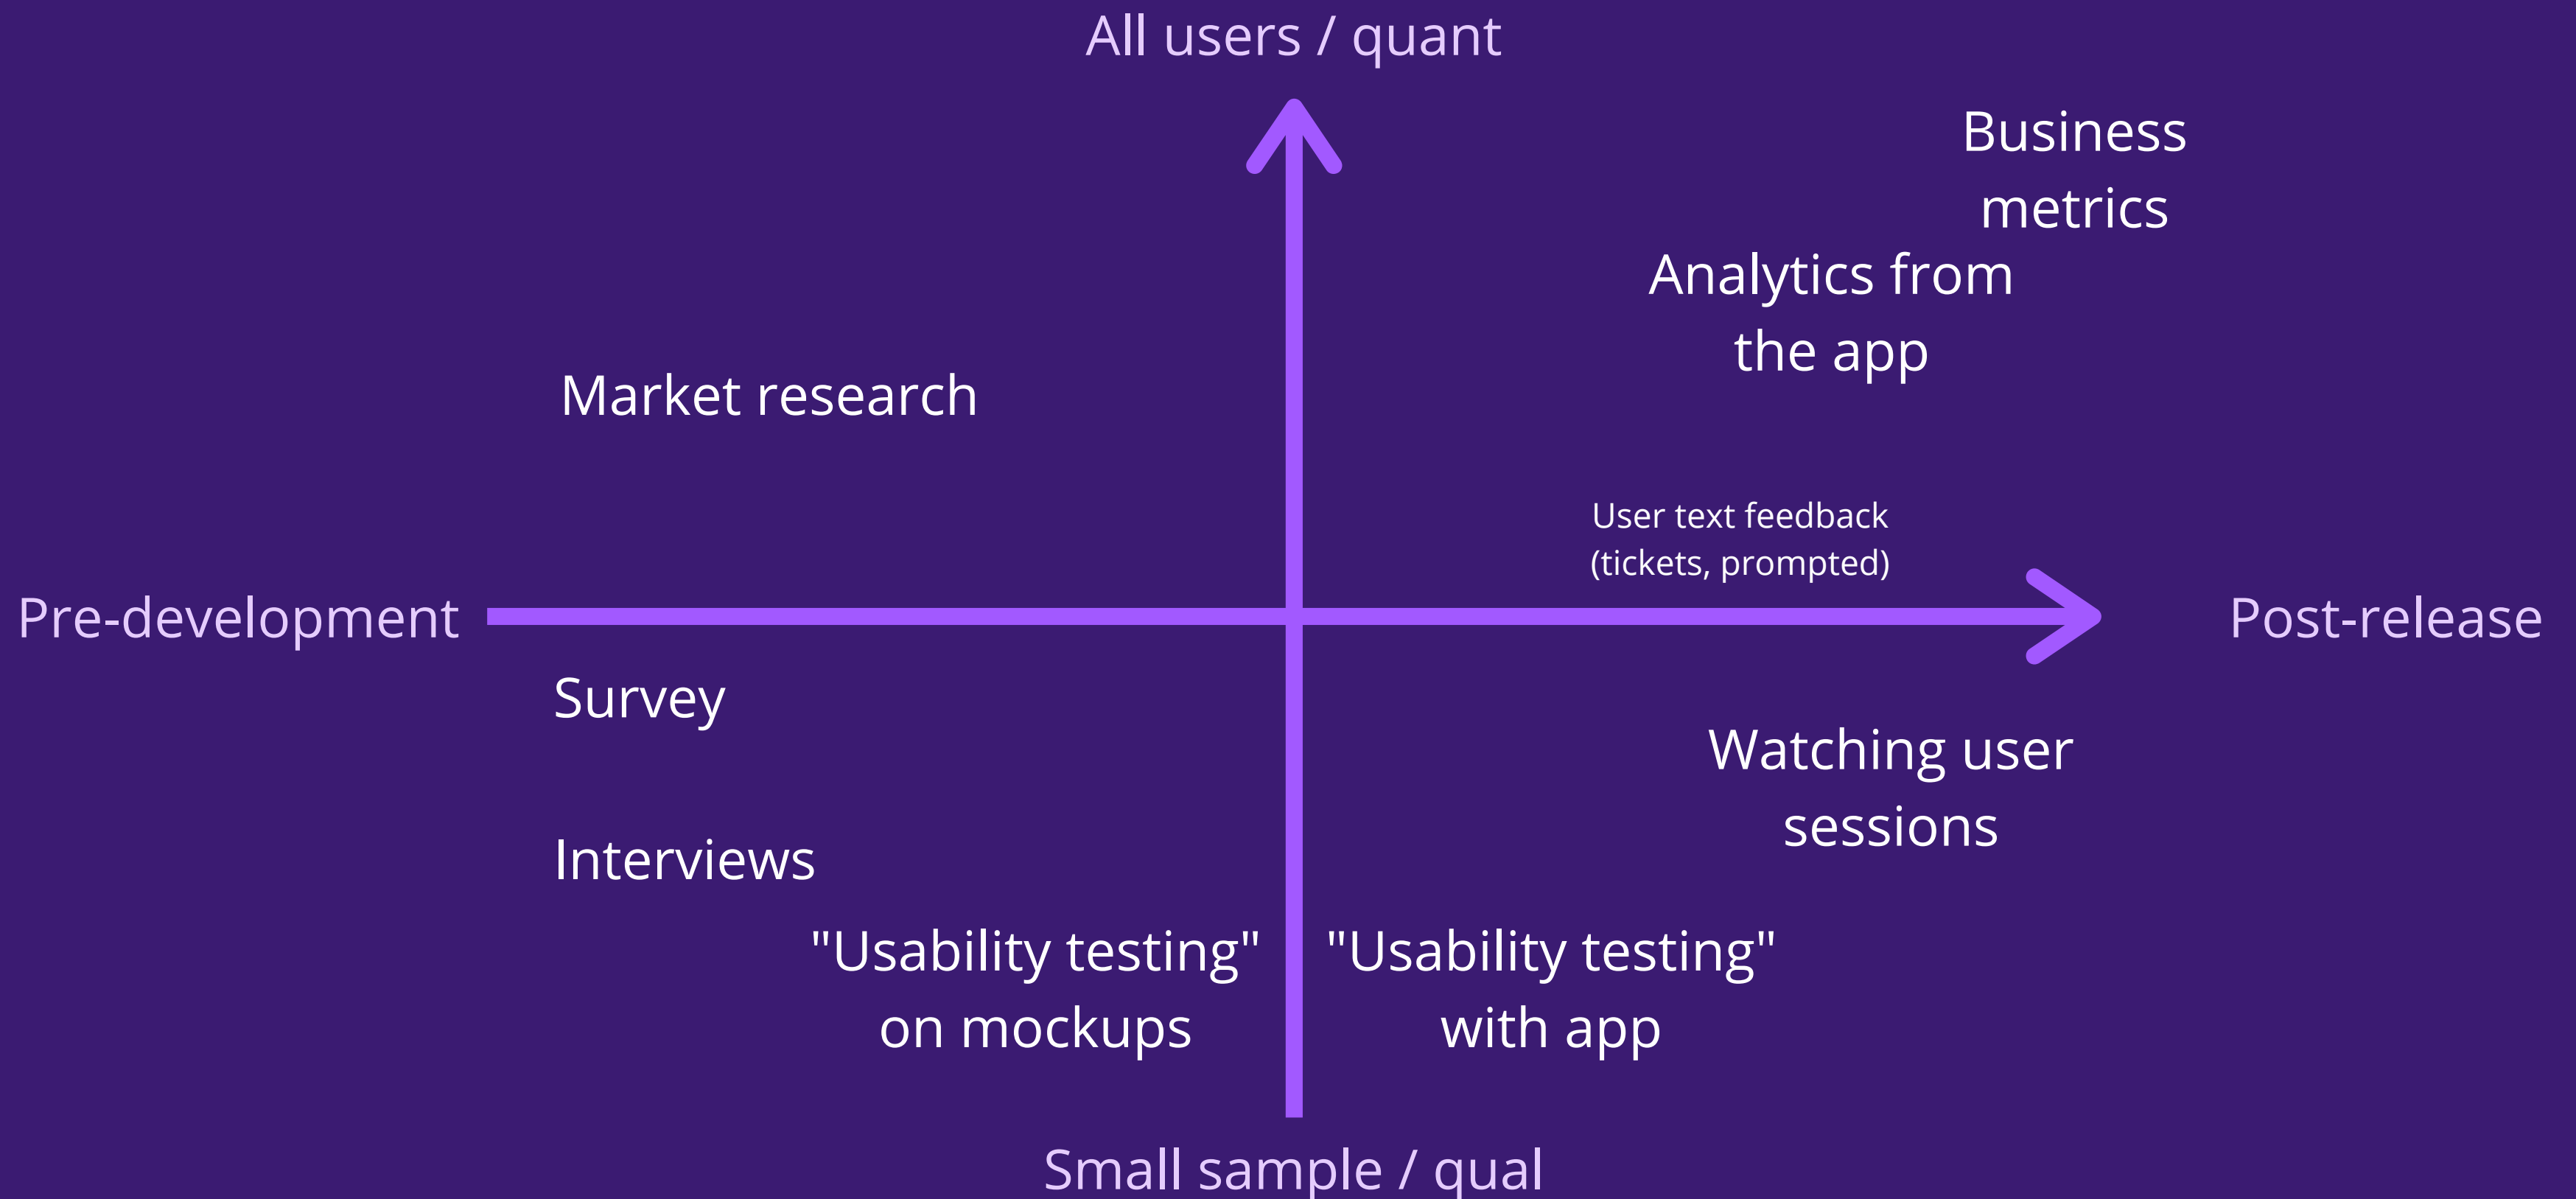 All users / quant
Business
metrics
Analytics from
the app
Market research
User text feedback
(tickets, prompted)
Pre-development
Post-release
Survey
Watching user
sessions
Interviews
"Usability testing"
on mockups
"Usability testing"
with app
Small sample / qual